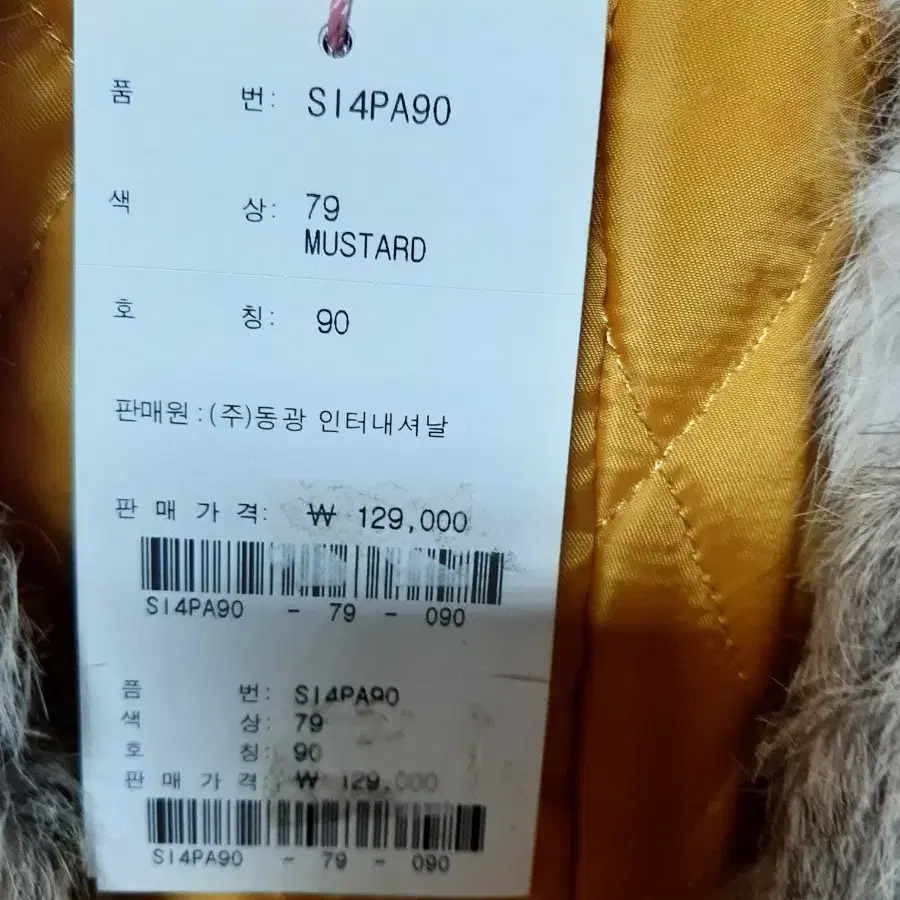 품 번: SI4PA90
색 상: 79
MUSTARD
호 칭: 90
판매원 : (주)동광 인터내셔날
판 매 가 격: ₩ 129,000
SI4PA90 - 79 - 090
품 번: SI4PA90
색 상: 79
호 칭: 90
판 매 가 격: ₩ 129,000
SI4PA90 - 79 - 090